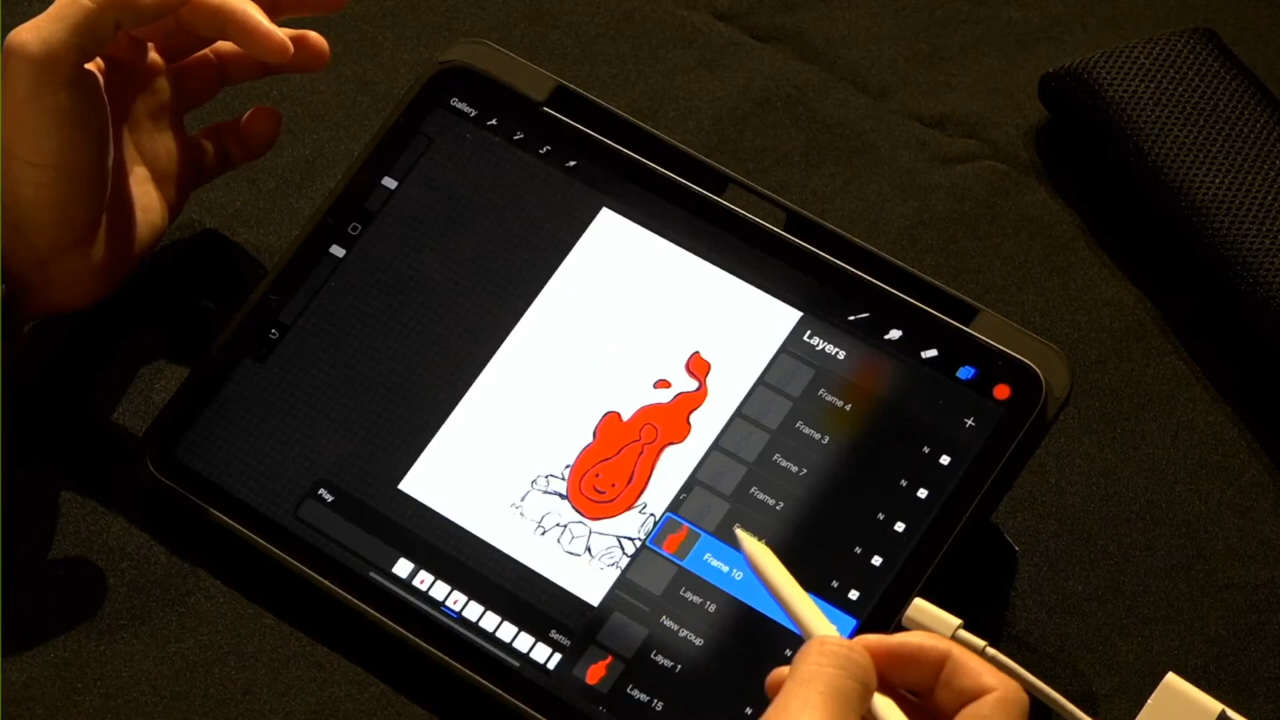 Gallery
Layers
Frame 4
N
Frame 3
N
Frame 7
N
Frame 2
N
N
Frame 10
Layer 18
New group
N
Layer 1
Layer 15
N
Play
Settin